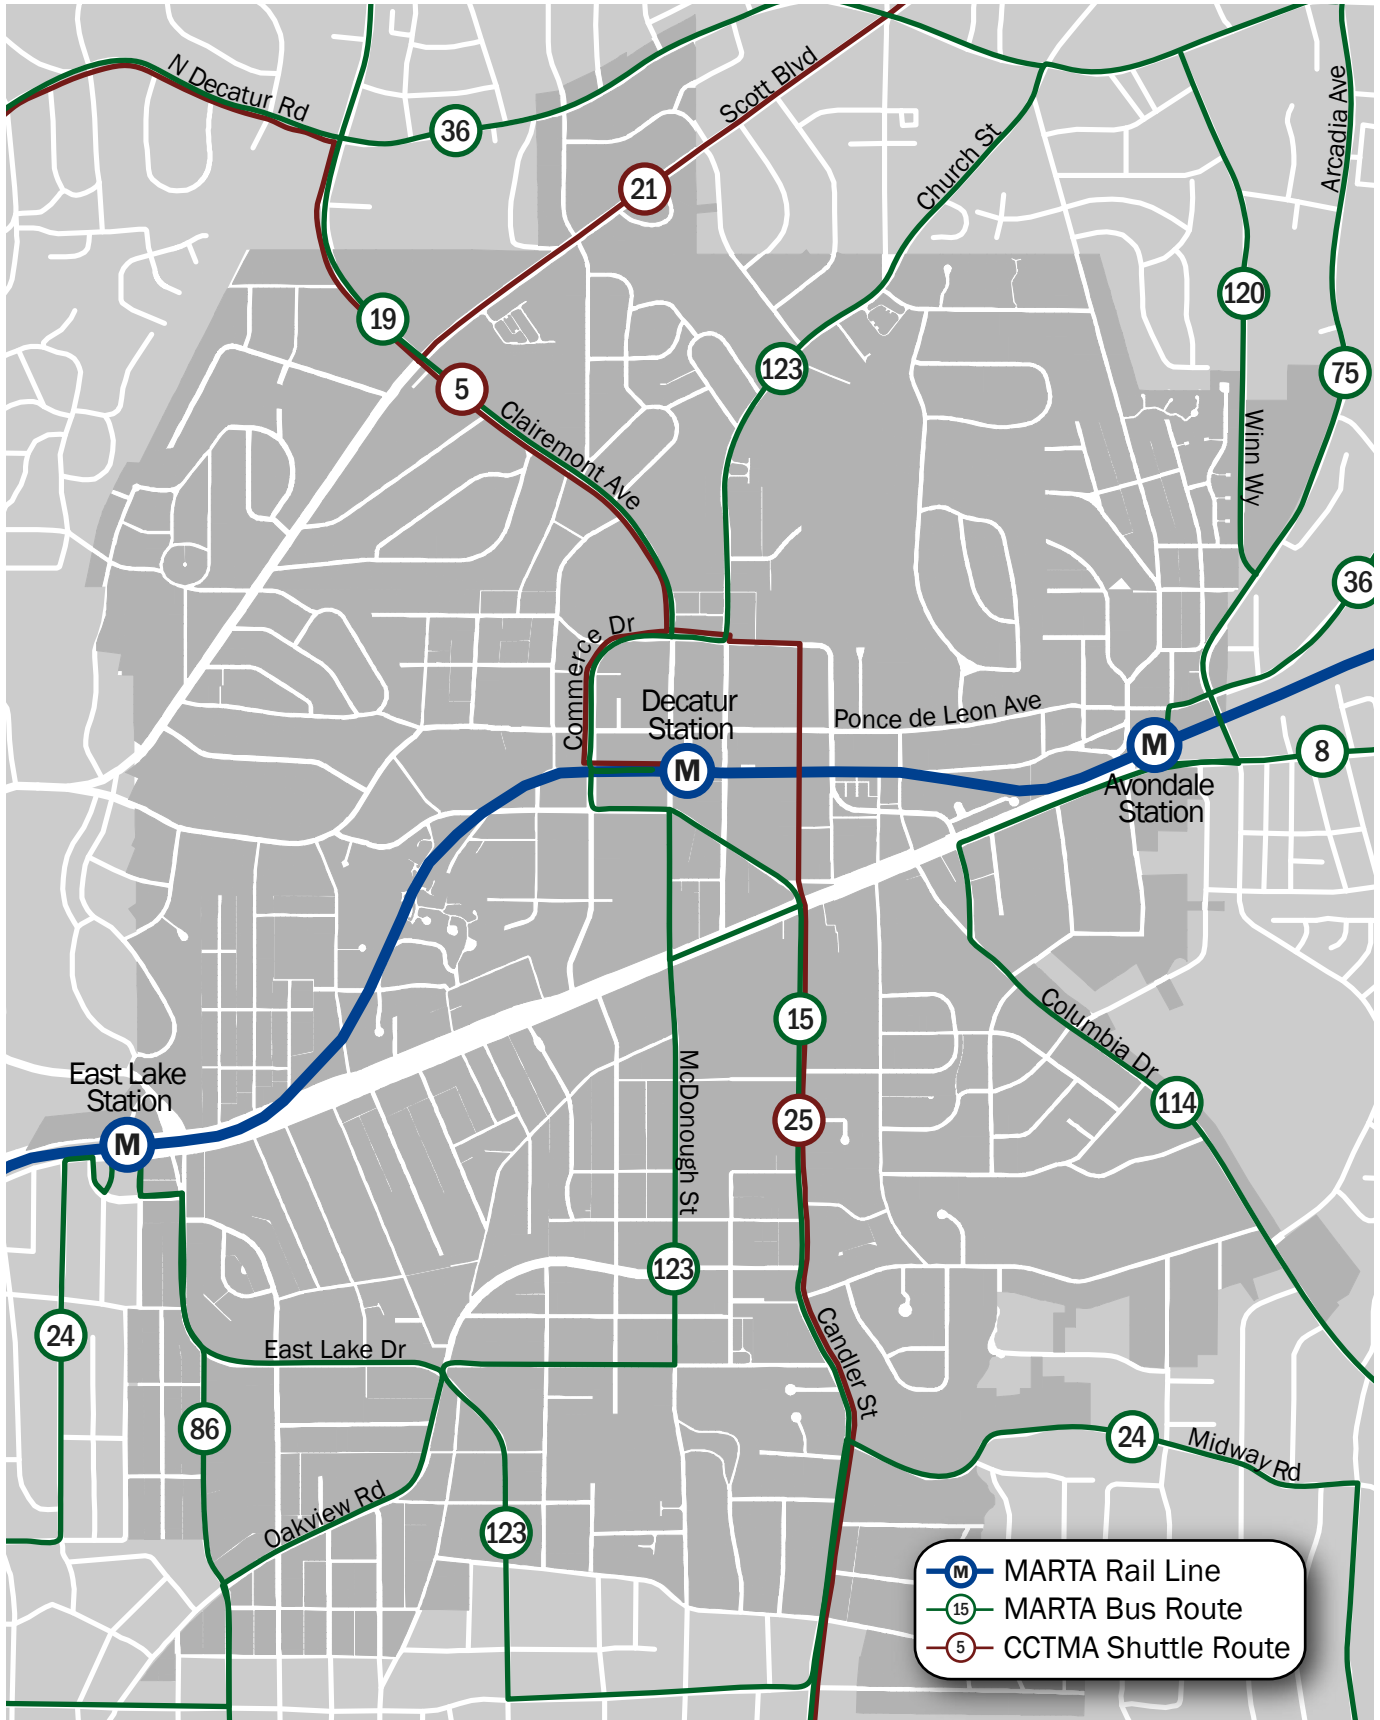 N Decatur Rd
36
Scott Blvd
21
Church St
Arcadia Ave
120
19
123
75
5
Clairemont Ave
Winn Wy
36
Commerce Dr
Decatur
Station
M
Ponce de Leon Ave
M
Avondale
Station
8
15
Columbia Dr
114
East Lake
Station
M
McDonough St
25
123
24
East Lake Dr
Candler St
86
24
Midway Rd
Oakview Rd
123
M MARTA Rail Line
15 MARTA Bus Route
5 CCTMA Shuttle Route